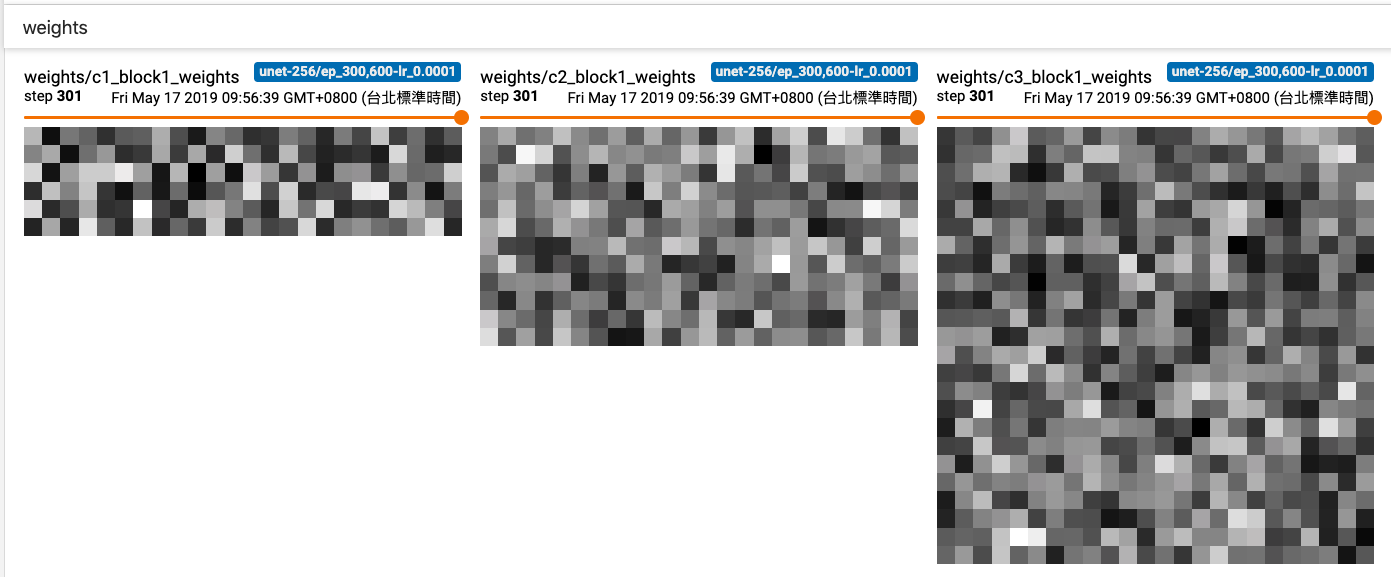 weights
weights/c1_block1_weights
unet-256/ep_300,600-lr_0.0001
step 301
Fri May 17 2019 09:56:39 GMT+0800 (台北標準時間)
weights/c2_block1_weights
unet-256/ep_300,600-lr_0.0001
step 301
Fri May 17 2019 09:56:39 GMT+0800 (台北標準時間)
weights/c3_block1_weights
unet-256/ep_300,600-lr_0.0001
step 301
Fri May 17 2019 09:56:39 GMT+0800 (台北標準時間)